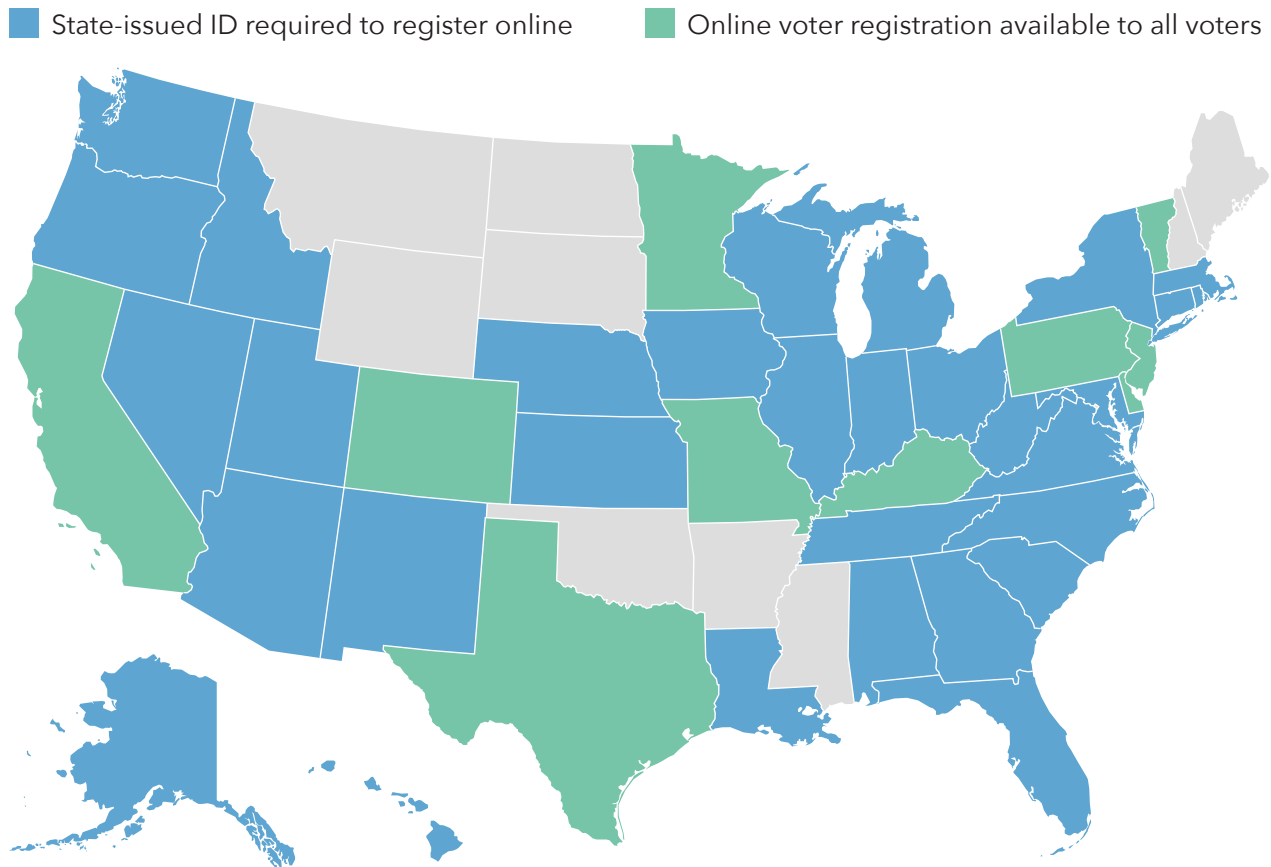 State-issued ID required to register online
Online voter registration available to all voters